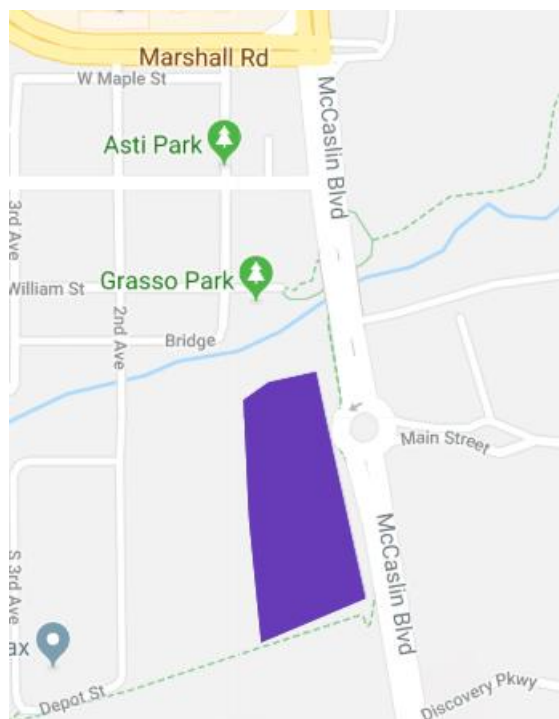 Marshall Rd
W Maple St
McCaslin Blvd
Asti Park
3rd Ave
Grasso Park
William St
2nd Ave
Bridge
Main Street
McCaslin Blvd
S 3rd Ave
ax
Depot St
Discovery Pkwy